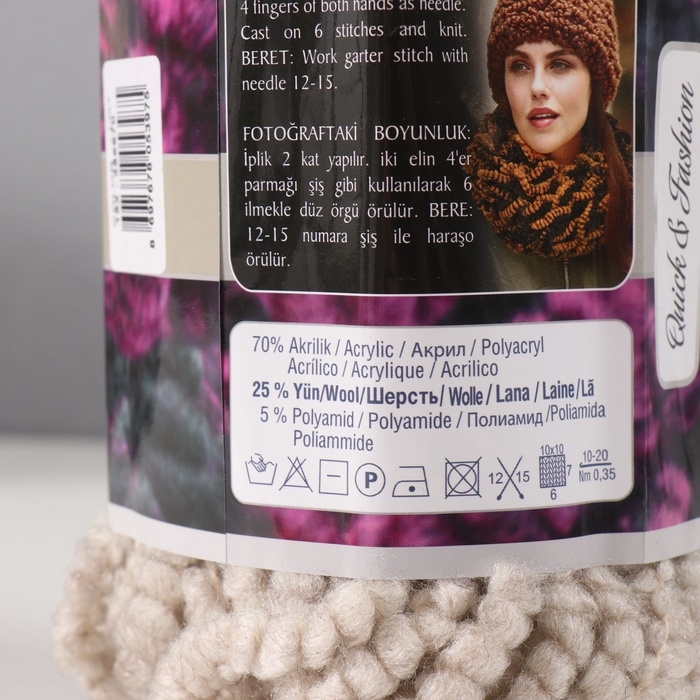 4 fingers of both hands as needle.
Cast on 6 stitches and knit.
BERET: Work garter stitch with
needle 12-15.
FOTOĞRAFTAKİ BOYUNLUK:
İplik 2 kat yapılır. iki elin 4'er
parmağı şiş gibi kullanılarak 6
ilmekle düz örgü örülür. BERE:
12-15 numara şiş ile haraşo
örülür.
70% Akrilik / Acrylic / Акрил / Polyacryl
Acrílico / Acrylique / Acrilico
25 % Yün/Wool/Шерсть/ Wolle / Lana / Laine/Lã
5 % Polyamid / Polyamide / Полиамид /Poliamida
Poliammide
P
12 15
10x10
7
6
10-20
Nm 0,35
8 697678 053975
Quick & Fashion